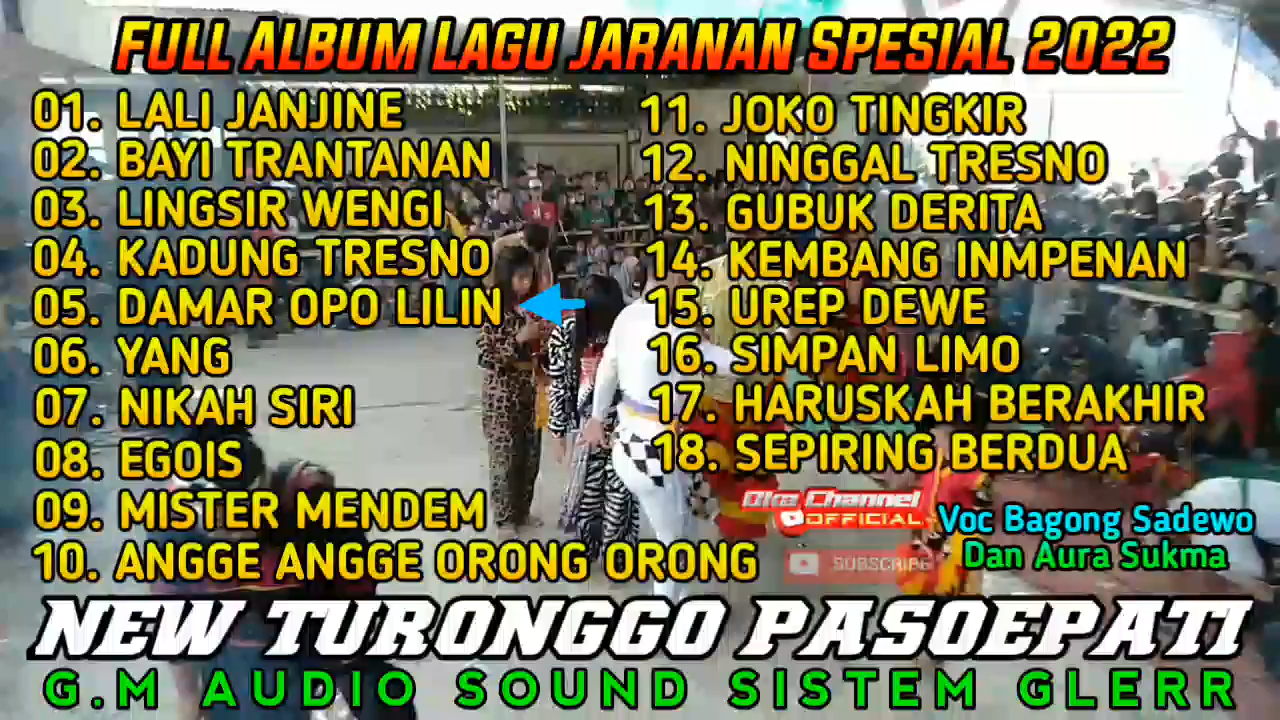 FULL ALBUM LAGU JARANAN SPESIAL 2022
01. LALI JANJINE
02. BAYI TRANTANAN
03. LINGSIR WENGI
04. KADUNG TRESNO
05. DAMAR OPO LILIN
06. YANG
07. NIKAH SIRI
08. EGOIS
09. MISTER MENDEM
10. ANGGE ANGGE ORONG ORONG
11. JOKO TINGKIR
12. NINGGAL TRESNO
13. GUBUK DERITA
14. KEMBANG INMPENAN
15. UREP DEWE
16. SIMPAN LIMO
17. HARUSKAH BERAKHIR
18. SEPIRING BERDUA
Oka Channel
OFFICIAL
SUBSCRIBE
Voc Bagong Sadewo
Dan Aura Sukma
NEW TURONGGO PASOEPATI
G.M AUDIO SOUND SISTEM GLERR